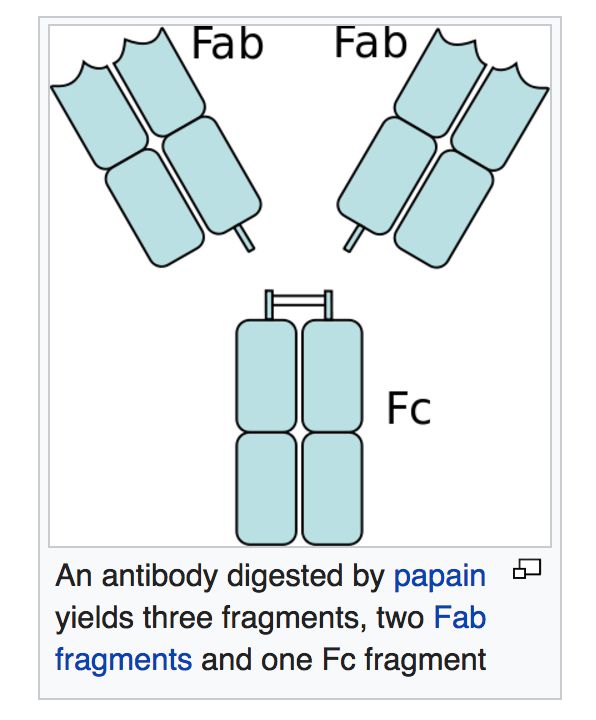 Fab Fab
Fc
An antibody digested by papain
yields three fragments, two Fab
fragments and one Fc fragment